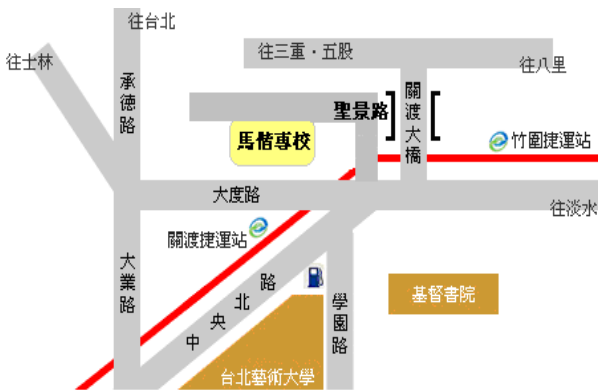 往台北
往士林
往三重．五股
往八里
承德路
關渡大橋
聖景路
馬偕專校
竹圍捷運站
大度路
往淡水
關渡捷運站
大業路
中央北路
學園路
基督書院
台北藝術大學